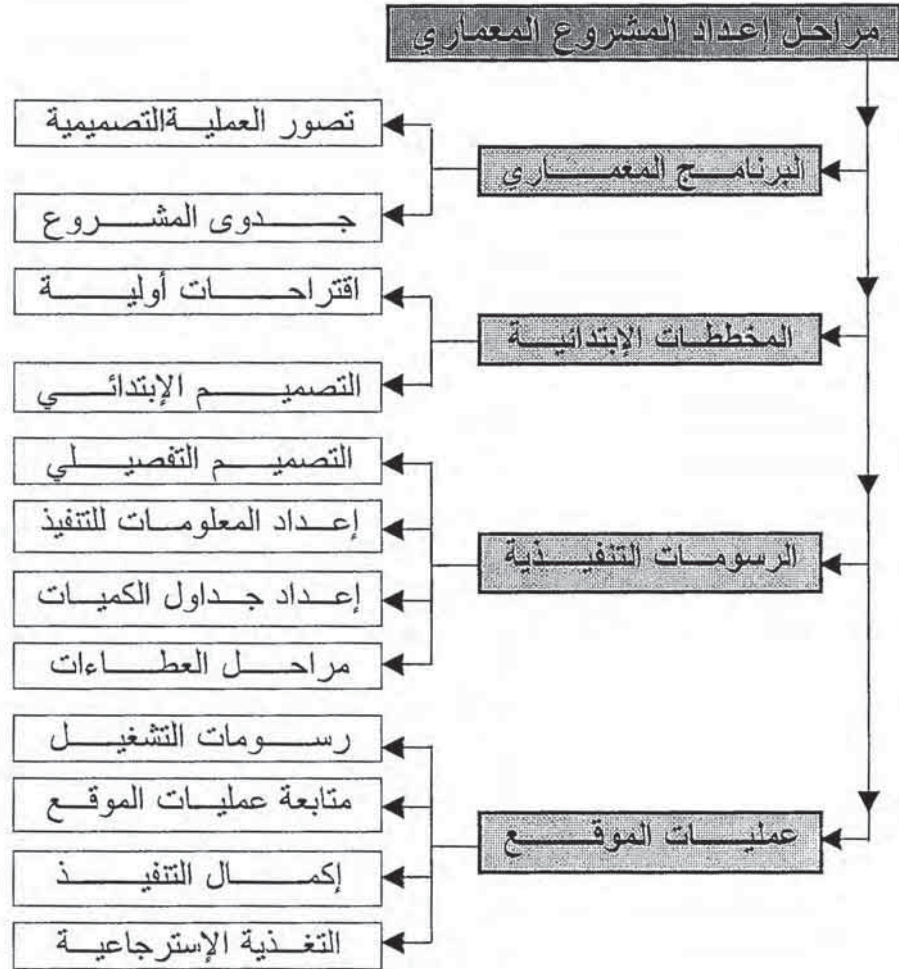 مراحل إعداد المشروع المعماري
البرنامج المعماري
تصور العملية التصميمية
جدوى المشروع
المخططات الإبتدائية
اقتراحات أولية
التصميم الإبتدائي
الرسومات التنفيذية
التصميم التفصيلي
إعداد المعلومات للتنفيذ
إعداد جداول الكميات
مراحل العطاءات
عمليات الموقع
رسومات التشغيل
متابعة عمليات الموقع
إكمال التنفيذ
التغذية الإسترجاعية